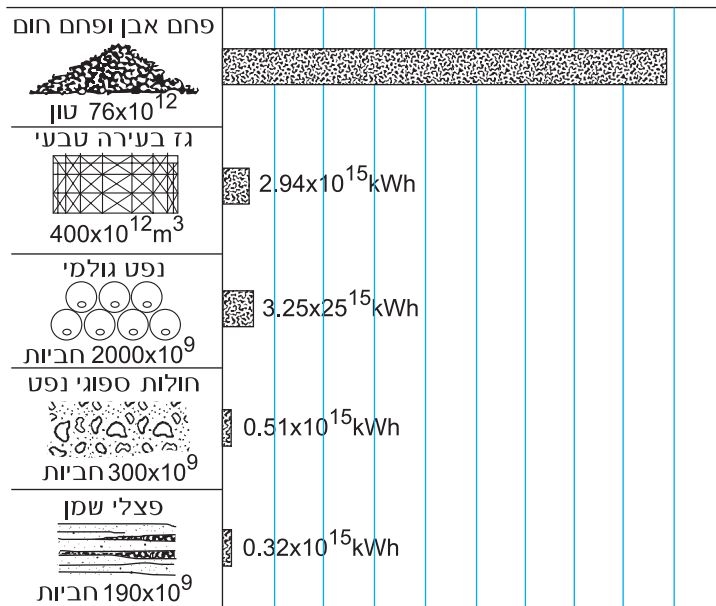 פחם אבן ופחם חום
76x10¹² טון
גז בעירה טבעי
400x10¹²m³
2.94x10¹⁵kWh
נפט גולמי
2000x10⁹ חביות
3.25x25¹⁵kWh
חולות ספוגי נפט
300x10⁹ חביות
0.51x10¹⁵kWh
פצלי שמן
190x10⁹ חביות
0.32x10¹⁵kWh